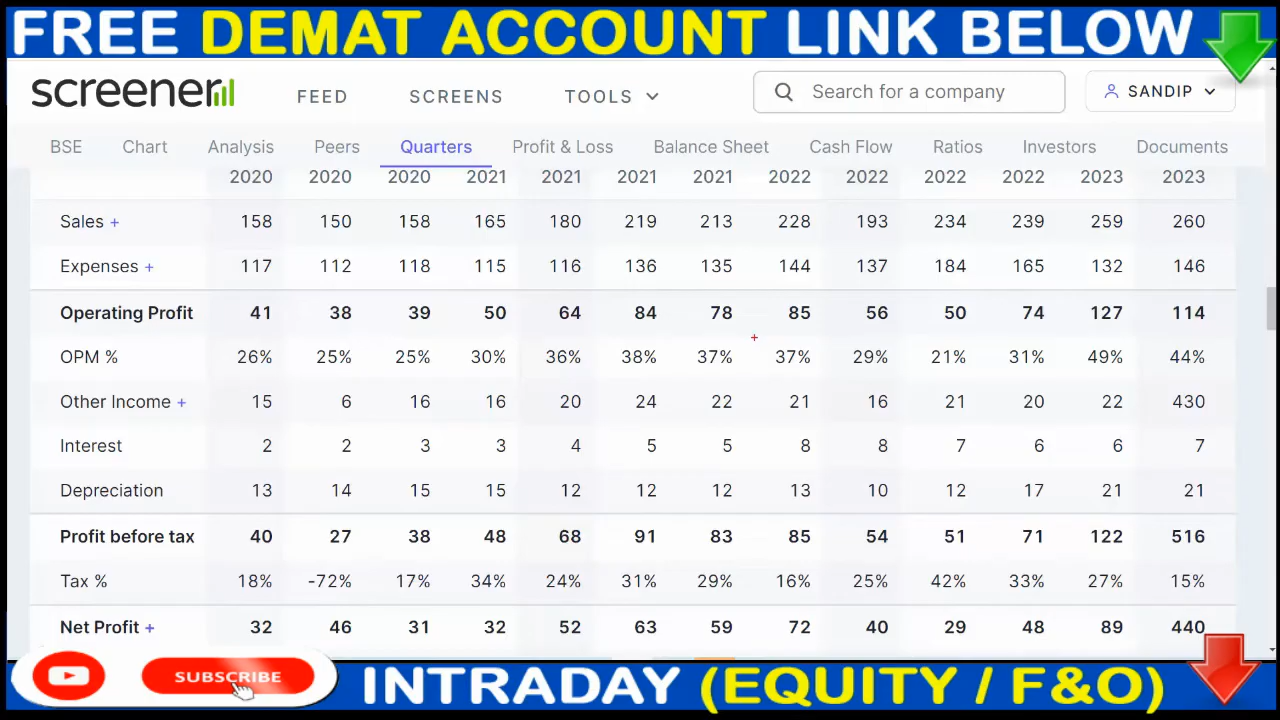 FREE DEMAT ACCOUNT LINK BELOW
screener FEED SCREENS TOOLS Search for a company SANDIP
BSE Chart Analysis Peers Quarters Profit & Loss Balance Sheet Cash Flow Ratios Investors Documents
2020 2020 2020 2021 2021 2021 2021 2022 2022 2022 2022 2023 2023
Sales + 158 150 158 165 180 219 213 228 193 234 239 259 260
Expenses + 117 112 118 115 116 136 135 144 137 184 165 132 146
Operating Profit 41 38 39 50 64 84 78 85 56 50 74 127 114
OPM % 26% 25% 25% 30% 36% 38% 37% 37% 29% 21% 31% 49% 44%
Other Income + 15 6 16 16 20 24 22 21 16 21 20 22 430
Interest 2 2 3 3 4 5 5 8 8 7 6 6 7
Depreciation 13 14 15 15 12 12 12 13 10 12 17 21 21
Profit before tax 40 27 38 48 68 91 83 85 54 51 71 122 516
Tax % 18% -72% 17% 34% 24% 31% 29% 16% 25% 42% 33% 27% 15%
Net Profit + 32 46 31 32 52 63 59 72 40 29 48 89 440
SUBSCRIBE
INTRADAY (EQUITY / F&O)